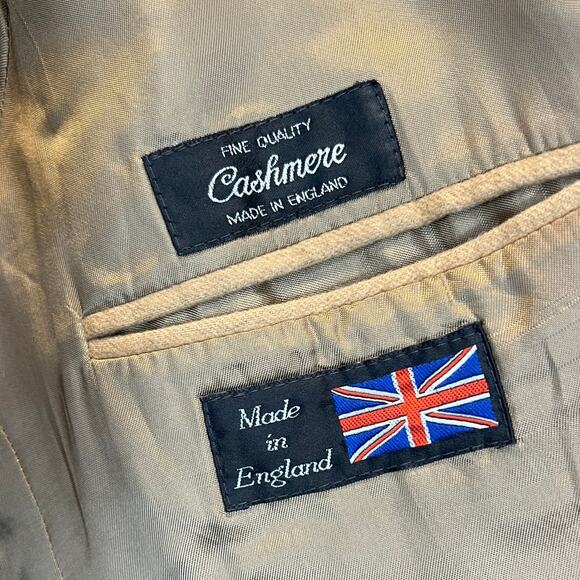 FINE QUALITY
Cashmere
MADE IN ENGLAND
Made
in
England